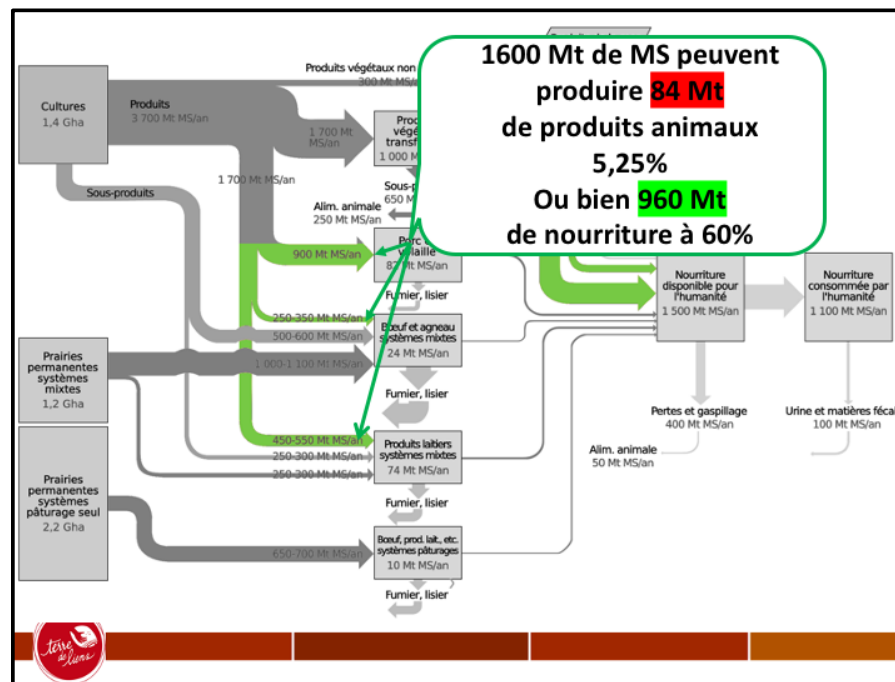 1600 Mt de MS peuvent
produire 84 Mt
de produits animaux
5,25%
Ou bien 960 Mt
de nourriture à 60%
Produits végétaux non
300 Mt MS/an
Cultures
1,4 Gha
Produits
3 700 Mt MS/an
1 700 Mt
MS/an
1 700 Mt MS/an
Sous-produits
Alim. animale
250 Mt MS/an
650 M
900 Mt MS/an
Mt MS/an
Fumier, lisier
250-350 Mt MS/an
500-600 Mt MS/an
Bœuf et agneau
systèmes mixtes
24 Mt MS/an
Fumier, lisier
Prairies
permanentes
systèmes
mixtes
1,2 Gha
1 000-1 100 Mt MS/an
450-550 Mt MS/an
250-300 Mt MS/an
250-300 Mt MS/an
Produits laitiers
systèmes mixtes
74 Mt MS/an
Fumier, lisier
Prairies
permanentes
systèmes
pâturage seul
2,2 Gha
650-700 Mt MS/an
Bœuf, prod. lait., etc.
systèmes pâturages
10 Mt MS/an
Fumier, lisier
Nourriture
disponible pour
l'humanité
1 500 Mt MS/an
Nourriture
consommée par
l'humanité
1 100 Mt MS/an
Pertes et gaspillage
400 Mt MS/an
Alim. animale
50 Mt MS/an
Urine et matières fécal
100 Mt MS/an
terre
de liens